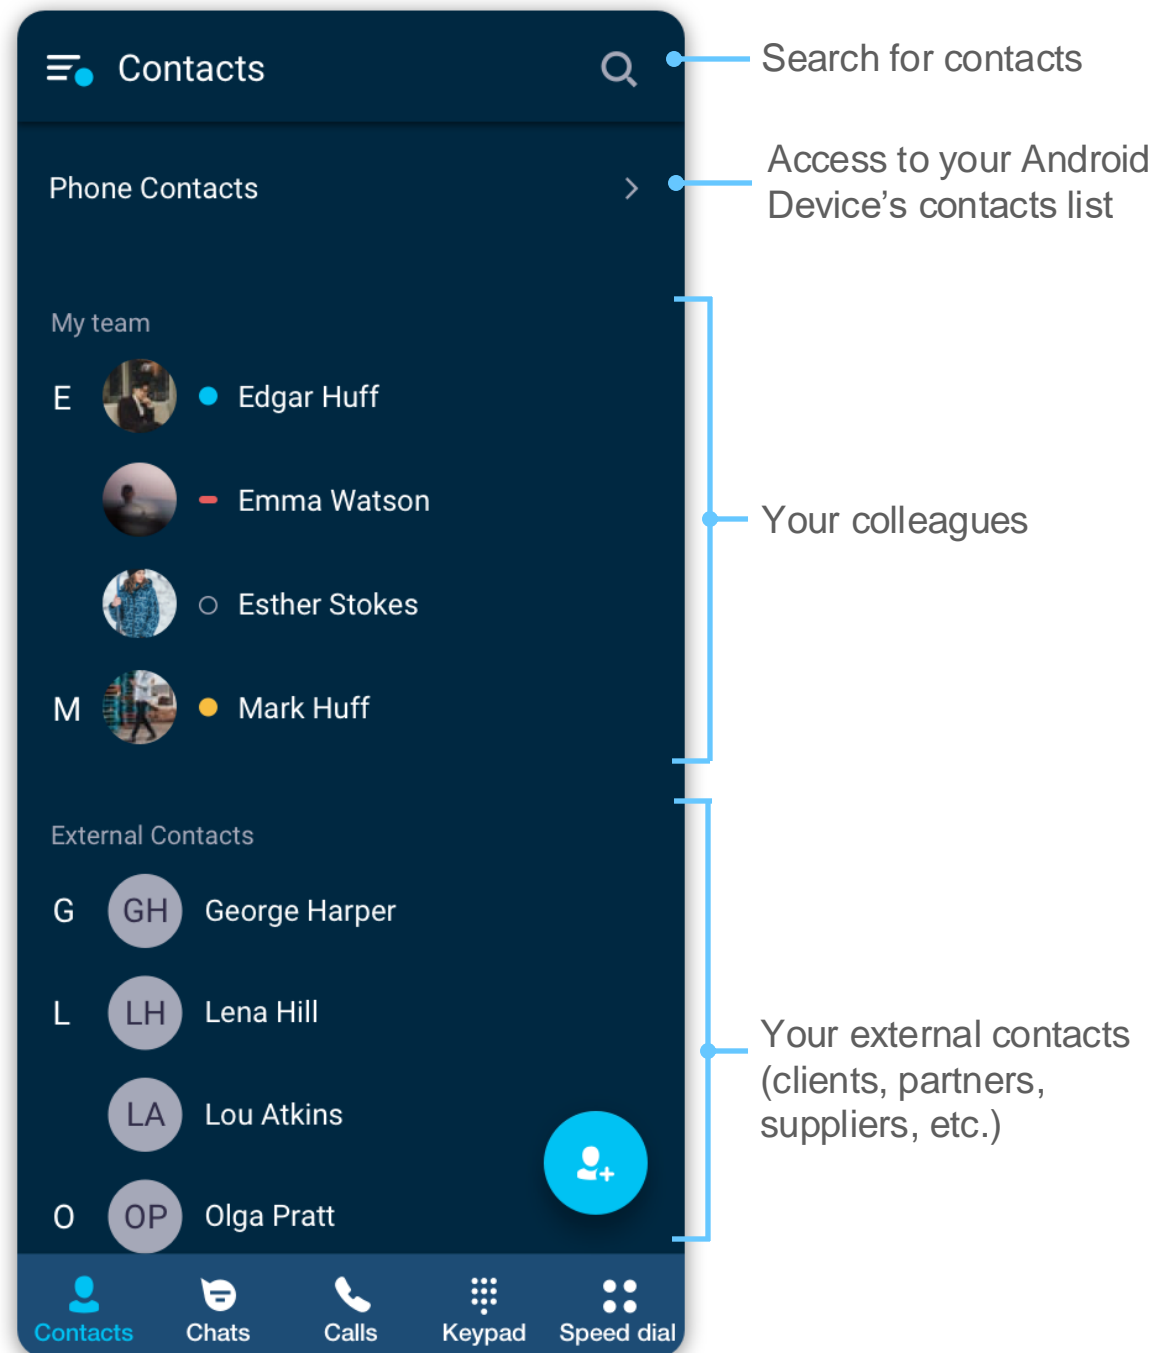 Contacts
Search for contacts
Phone Contacts
Access to your Android
Device’s contacts list
My team
E
Edgar Huff
Emma Watson
Your colleagues
Esther Stokes
M
Mark Huff
External Contacts
G
GH
George Harper
L
LH
Lena Hill
Your external contacts
(clients, partners,
suppliers, etc.)
LA
Lou Atkins
O
OP
Olga Pratt
Contacts
Chats
Calls
Keypad
Speed dial